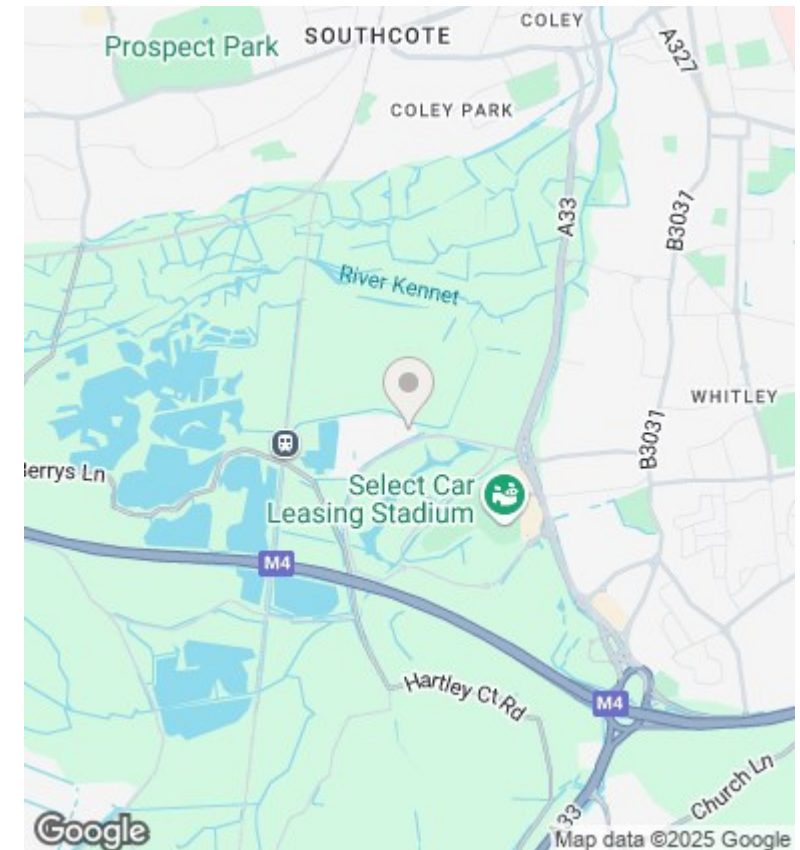 COLEY
Prospect Park
SOUTHCOTE
A327
COLEY PARK
A33
B3031
River Kennet
WHITLEY
B3031
Berrys Ln
Select Car
Leasing Stadium
M4
Hartley Ct Rd
M4
Church Ln
A33
Google
Map data ©2025 Google